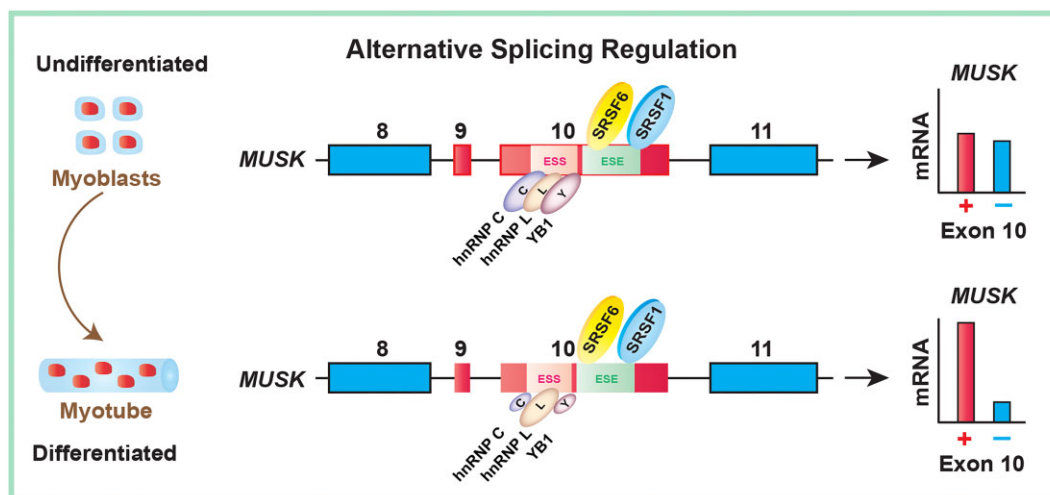 Alternative Splicing Regulation
Undifferentiated
Myoblasts
Myotube
Differentiated
MUSK
8
9
10
11
ESS
ESE
SRSF6
SRSF1
C
L
Y
hnRNP C
hnRNP L
YB1
MUSK
mRNA
+
−
Exon 10
MUSK
8
9
10
11
ESS
ESE
SRSF6
SRSF1
C
L
Y
hnRNP C
hnRNP L
YB1
MUSK
mRNA
+
−
Exon 10